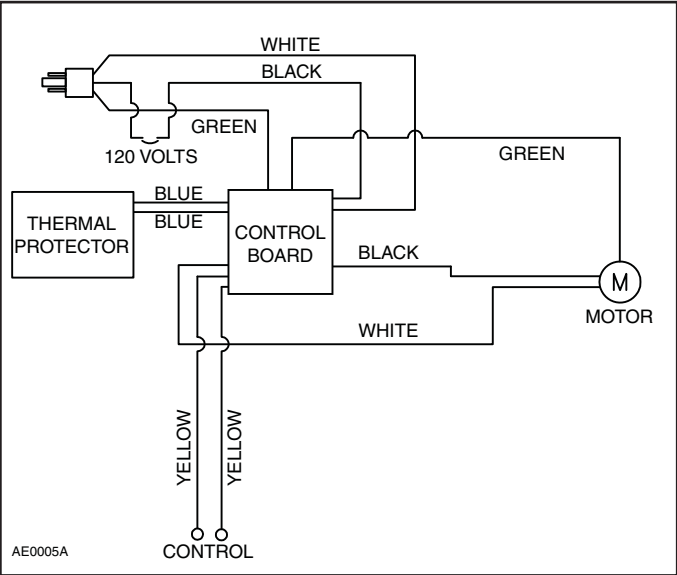 WHITE
BLACK
GREEN
120 VOLTS
GREEN
BLUE
BLUE
THERMAL
PROTECTOR
CONTROL
BOARD
BLACK
M
MOTOR
WHITE
YELLOW
YELLOW
AE0005A
CONTROL